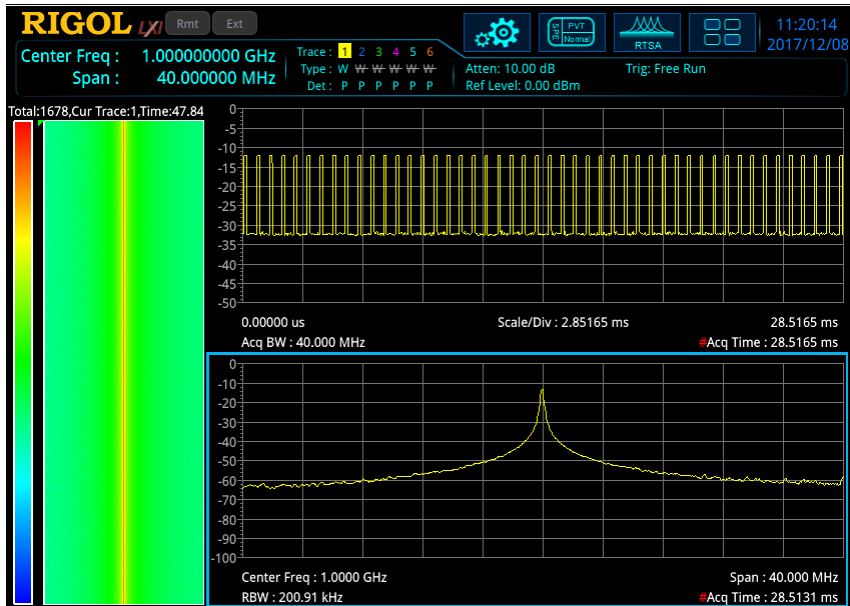 RIGOL LXI Rmt Ext
Center Freq : 1.000000000 GHz
Span : 40.000000 MHz
Trace : 1 2 3 4 5 6
Type : W W W W W W
Det : P P P P P P
SPE PVT Normal
RTSA
11:20:14
2017/12/08
Atten: 10.00 dB Trig: Free Run
Ref Level: 0.00 dBm
Total:1678,Cur Trace:1,Time:47.84
0
-5
-10
-15
-20
-25
-30
-35
-40
-45
-50
0.00000 us Scale/Div : 2.85165 ms 28.5165 ms
Acq BW : 40.000 MHz #Acq Time : 28.5165 ms
0
-10
-20
-30
-40
-50
-60
-70
-80
-90
-100
Center Freq : 1.0000 GHz Span : 40.000 MHz
RBW : 200.91 kHz #Acq Time : 28.5131 ms